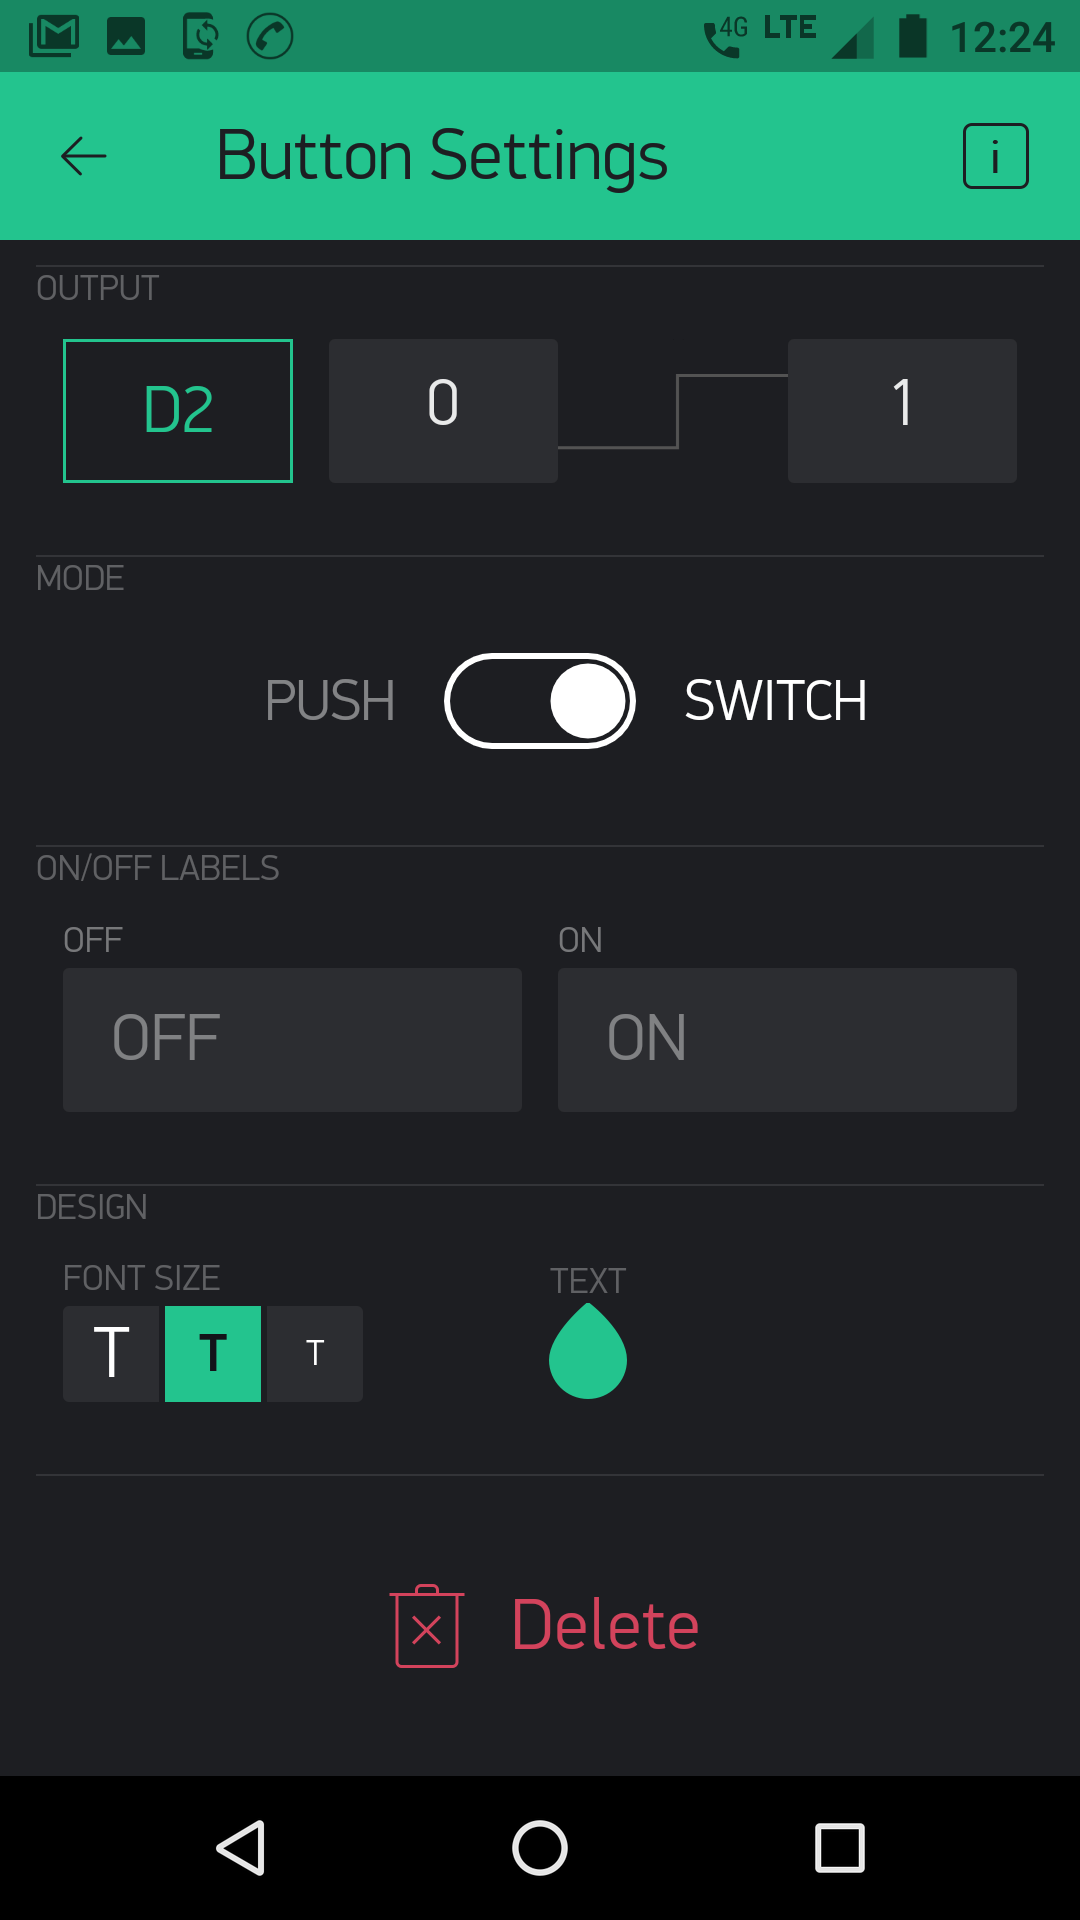 4G LTE 12:24
Button Settings i
OUTPUT
D2 0 1
MODE
PUSH SWITCH
ON/OFF LABELS
OFF ON
OFF ON
DESIGN
FONT SIZE TEXT
T T T
Delete